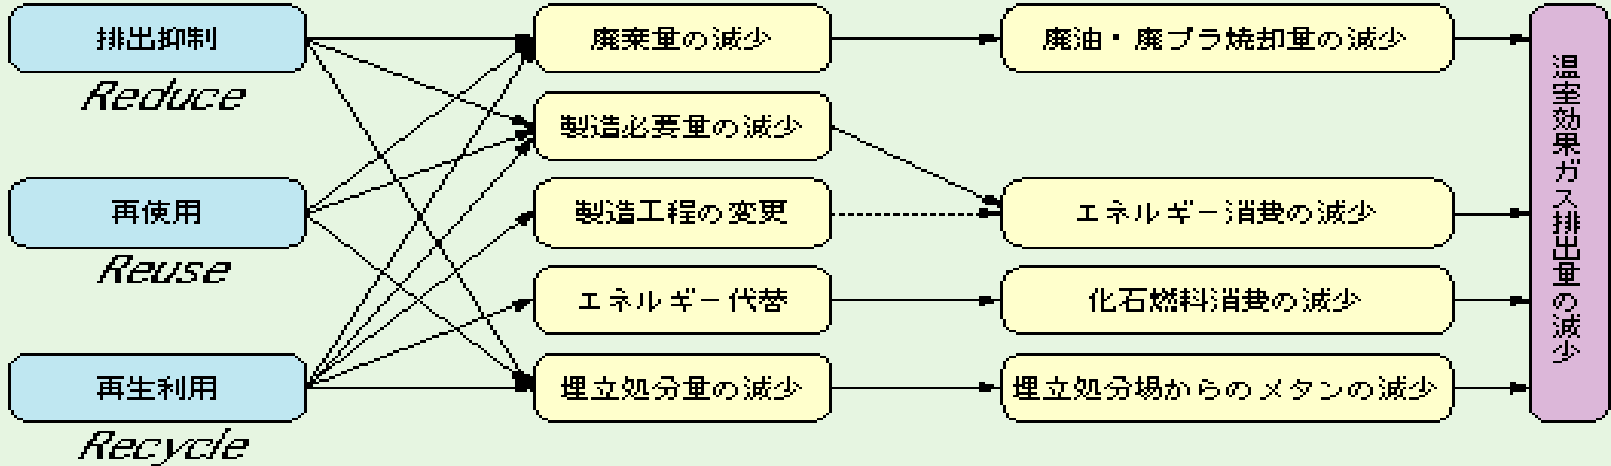 排出抑制
Reduce
再使用
Reuse
再生利用
Recycle
廃棄量の減少
製造必要量の減少
製造工程の変更
エネルギー代替
埋立処分量の減少
廃油・廃プラ焼却量の減少
エネルギー消費の減少
化石燃料消費の減少
埋立処分場からのメタンの減少
温室効果ガス排出量の減少